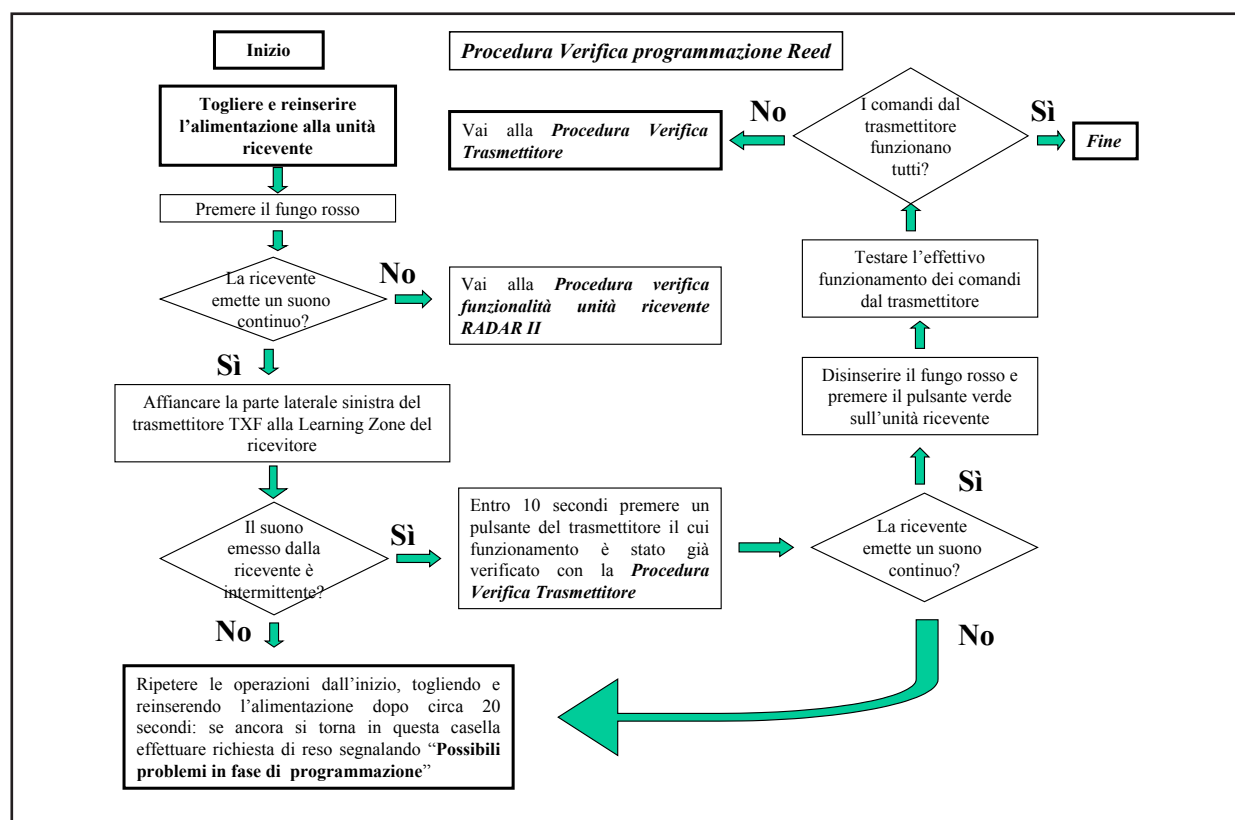 Inizio
Procedura Verifica programmazione Reed
Togliere e reinserire
l’alimentazione alla unità
ricevente
Premere il fungo rosso
La ricevente
emette un suono
continuo?
No
Vai alla Procedura verifica
funzionalità unità ricevente
RADAR II
Sì
Affiancare la parte laterale sinistra del
trasmettitore TXF alla Learning Zone del
ricevitore
Il suono
emesso dalla
ricevente è
intermittente?
Sì
Entro 10 secondi premere un
pulsante del trasmettitore il cui
funzionamento è stato già
verificato con la Procedura
Verifica Trasmettitore
No
Ripetere le operazioni dall’inizio, togliendo e
reinserendo l’alimentazione dopo circa 20
secondi: se ancora si torna in questa casella
effettuare richiesta di reso segnalando “Possibili
problemi in fase di programmazione”
La ricevente
emette un suono
continuo?
No
Sì
Disinserire il fungo rosso e
premere il pulsante verde
sull’unità ricevente
Testare l’effettivo
funzionamento dei comandi
dal trasmettitore
I comandi dal
trasmettitore
funzionano
tutti?
No
Vai alla Procedura Verifica
Trasmettitore
Sì
Fine